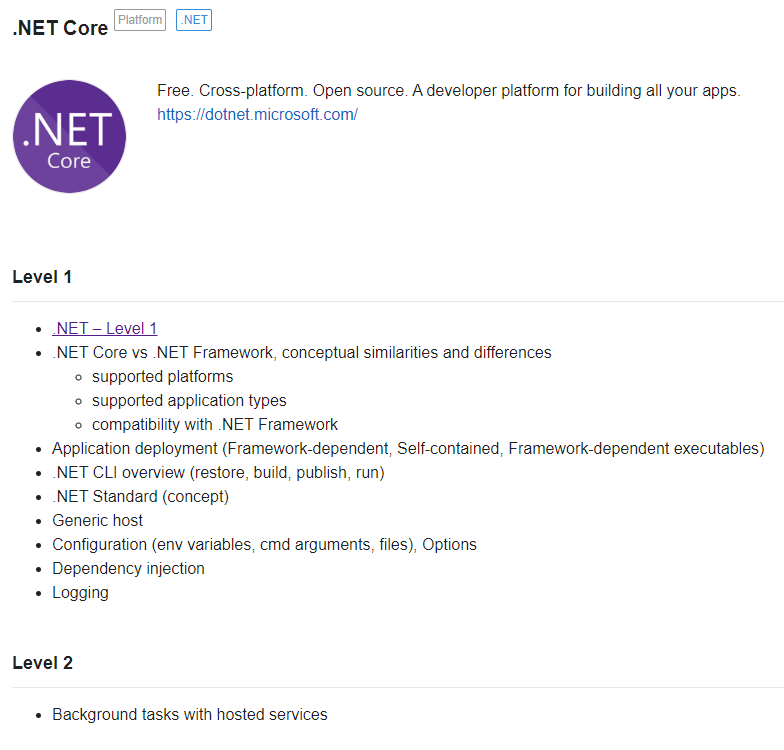 .NET Core Platform .NET
.NET
Core
Free. Cross-platform. Open source. A developer platform for building all your apps.
https://dotnet.microsoft.com/
Level 1
.NET – Level 1
.NET Core vs .NET Framework, conceptual similarities and differences
supported platforms
supported application types
compatibility with .NET Framework
Application deployment (Framework-dependent, Self-contained, Framework-dependent executables)
.NET CLI overview (restore, build, publish, run)
.NET Standard (concept)
Generic host
Configuration (env variables, cmd arguments, files), Options
Dependency injection
Logging
Level 2
Background tasks with hosted services